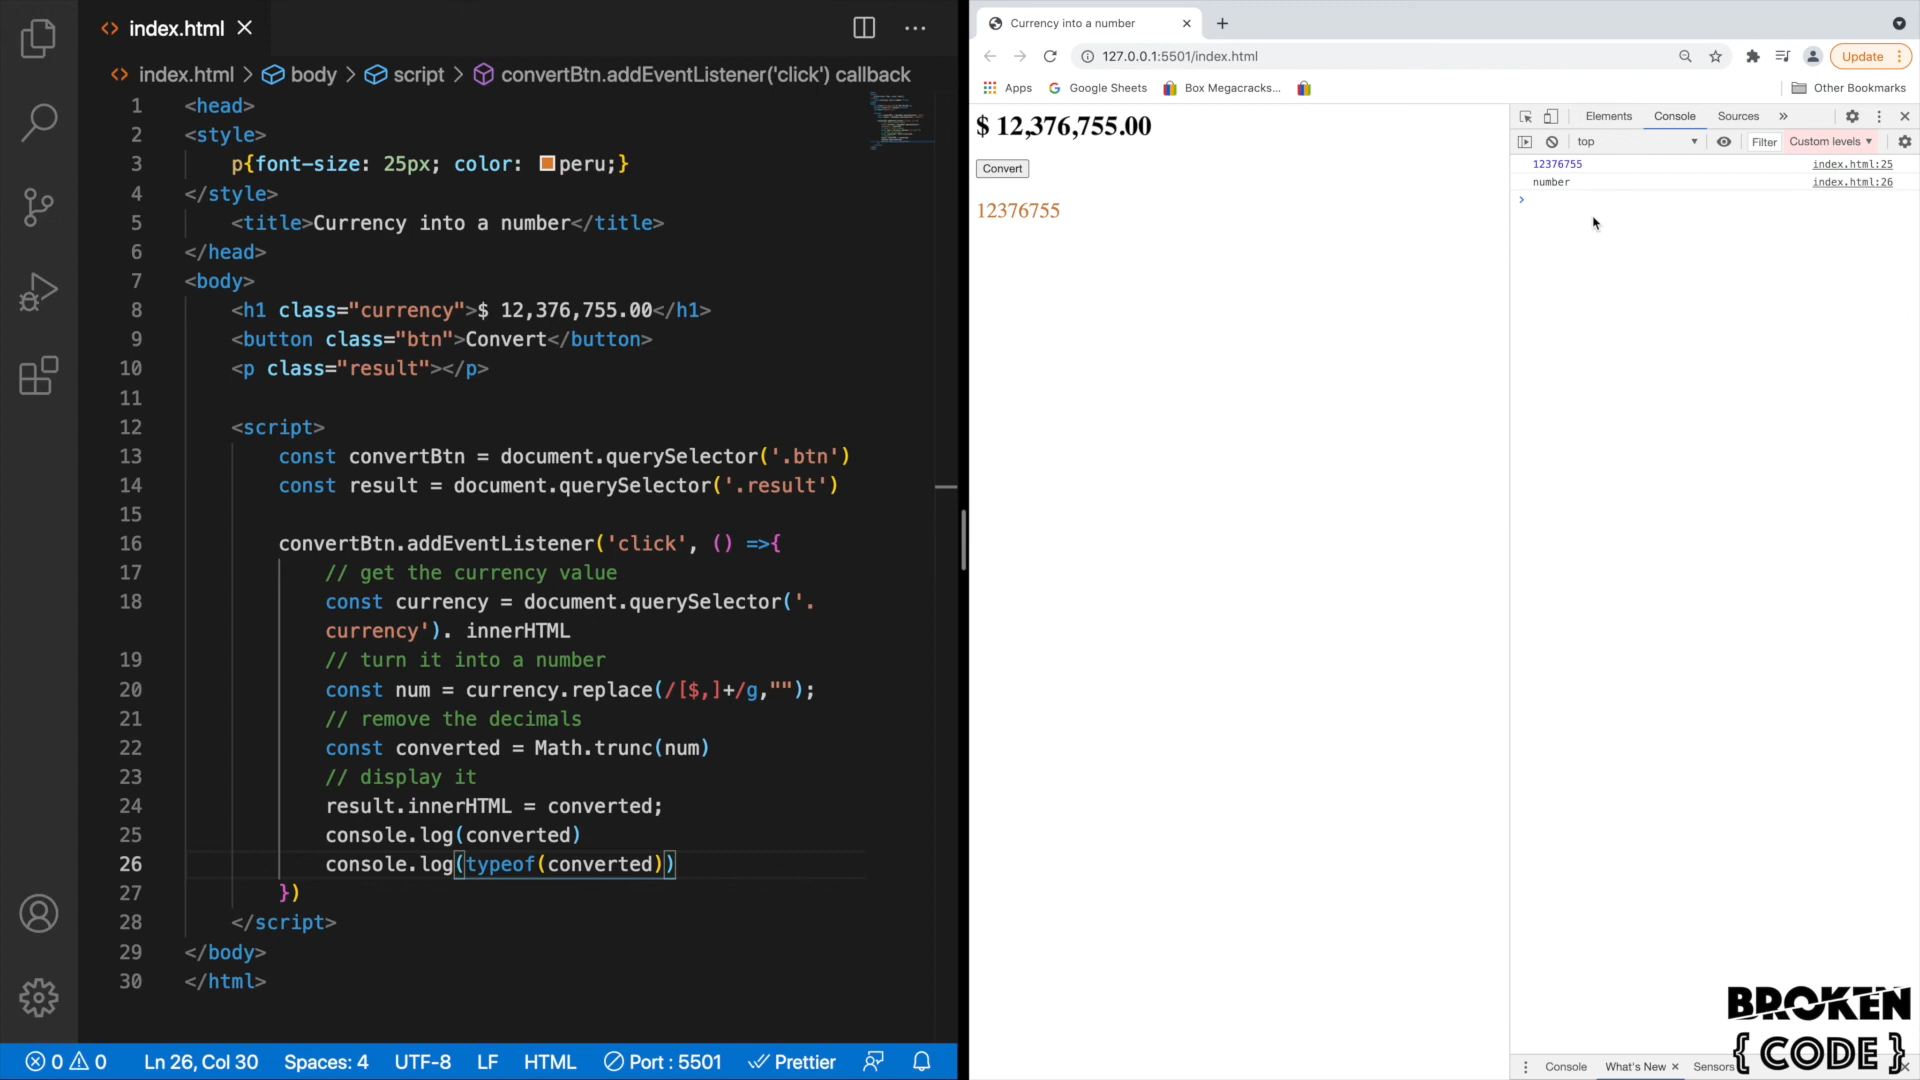 index.html
index.html > body > script > convertBtn.addEventListener('click') callback
1 <head>
2 <style>
3 p{font-size: 25px; color: peru;}
4 </style>
5 <title>Currency into a number</title>
6 </head>
7 <body>
8 <h1 class="currency">$ 12,376,755.00</h1>
9 <button class="btn">Convert</button>
10 <p class="result"></p>
11
12 <script>
13 const convertBtn = document.querySelector('.btn')
14 const result = document.querySelector('.result')
15
16 convertBtn.addEventListener('click', () =>{
17 // get the currency value
18 const currency = document.querySelector('.
currency'). innerHTML
19 // turn it into a number
20 const num = currency.replace(/[$,]+/g,"");
21 // remove the decimals
22 const converted = Math.trunc(num)
23 // display it
24 result.innerHTML = converted;
25 console.log(converted)
26 console.log(typeof(converted))
27 })
28 </script>
29 </body>
30 </html>
0 0 Ln 26, Col 30 Spaces: 4 UTF-8 LF HTML Port : 5501 Prettier
Currency into a number
127.0.0.1:5501/index.html
Update
Apps Google Sheets Box Megacracks... Other Bookmarks
$ 12,376,755.00
Convert
12376755
Elements Console Sources »
top Filter Custom levels
12376755 index.html:25
number index.html:26
>
Console What's New Sensors
BROKEN
{ CODE }